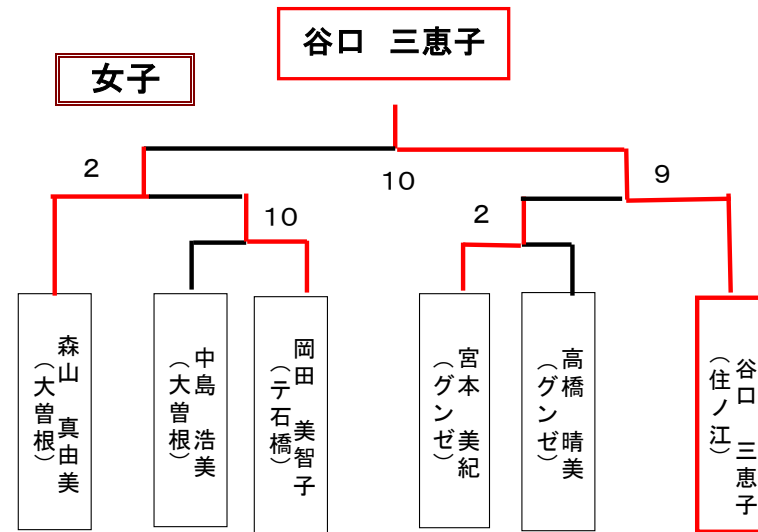 谷口　三恵子
女子
2
10
9
10
2
森山　真由美
（大曽根）
中島　浩美
（大曽根）
岡田　美智子
（テ石橋）
宮本　美紀
（グンゼ）
高橋　晴美
（グンゼ）
谷口　三恵子
（住ノ江）